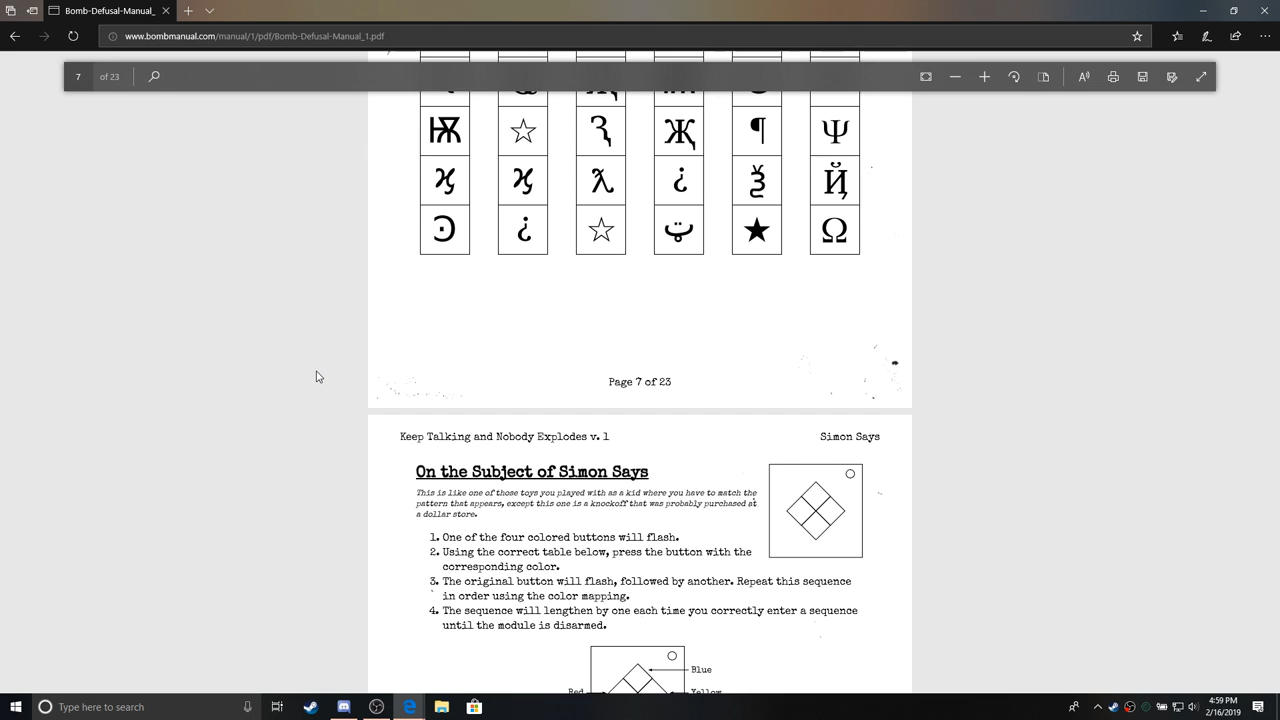 Bomb-Defusal-Manual_
www.bombmanual.com/manual/1/pdf/Bomb-Defusal-Manual_1.pdf
7 of 23
Ѭ ☆ Ԇ Җ ¶ Ψ
ϗ ϗ ƛ ¿ Ѯ Ҋ
Ͽ ¿ ☆ ټ ★ Ω
Page 7 of 23
Keep Talking and Nobody Explodes v. 1 Simon Says
On the Subject of Simon Says
This is like one of those toys you played with as a kid where you have to match the
pattern that appears, except this one is a knockoff that was probably purchased at
a dollar store.
1. One of the four colored buttons will flash.
2. Using the correct table below, press the button with the
corresponding color.
3. The original button will flash, followed by another. Repeat this sequence
in order using the color mapping.
4. The sequence will lengthen by one each time you correctly enter a sequence
until the module is disarmed.
Blue
Red Yellow
Type here to search
4:59 PM
2/16/2019